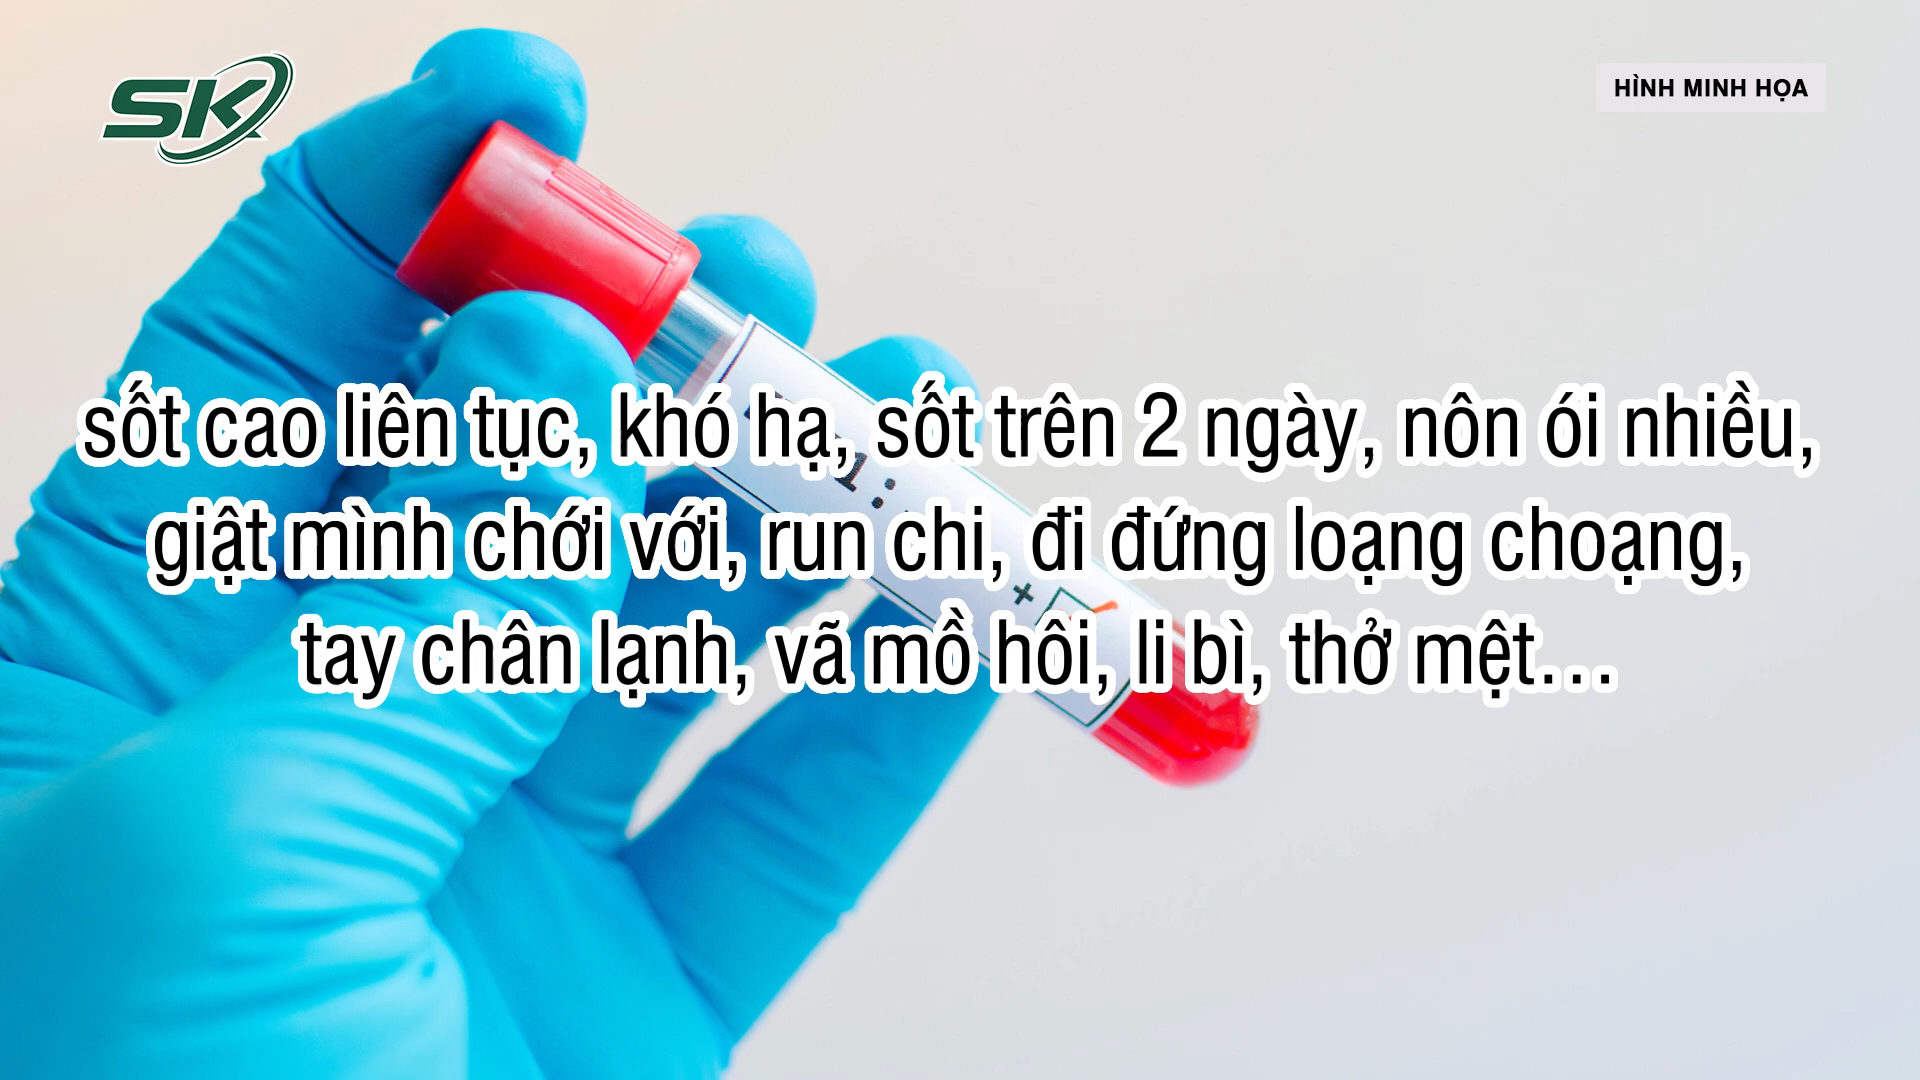 SK
HÌNH MINH HỌA
sốt cao liên tục, khó hạ, sốt trên 2 ngày, nôn ói nhiều,
giật mình chới với, run chi, đi đứng loạng choạng,
tay chân lạnh, vã mồ hôi, li bì, thở mệt...
+